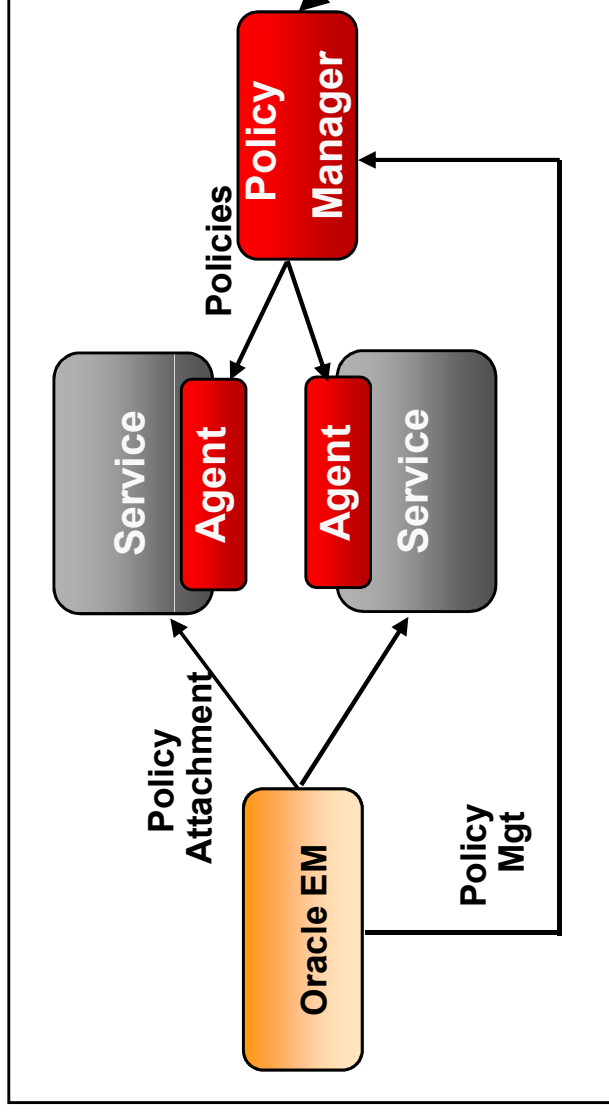 Service
Policy
Attachment
Agent
Policies
Policy
Manager
Oracle EM
Agent
Service
Policy
Mgt